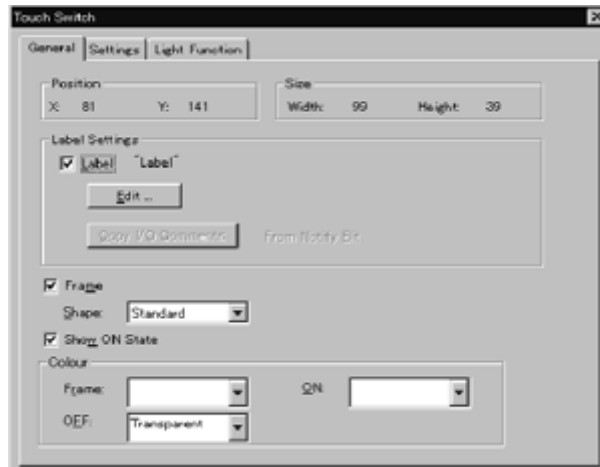 Touch Switch
General Settings Light Function
Position Size
X: 81 Y: 141 Width: 99 Height: 39
Label Settings
Label "Label"
Edit ...
Copy I/O Comments From Notify Bit
Frame
Shape: Standard
Show ON State
Colour
Frame: ON:
OFF: Transparent